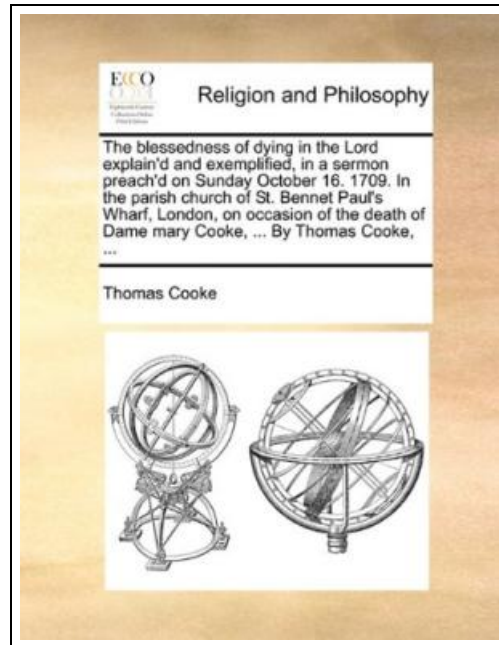 ECCO
Religion and Philosophy
The blessedness of dying in the Lord
explain'd and exemplified, in a sermon
preach'd on Sunday October 16. 1709. In
the parish church of St. Bennet Paul's
Wharf, London, on occasion of the death of
Dame mary Cooke, ... By Thomas Cooke,
...
Thomas Cooke